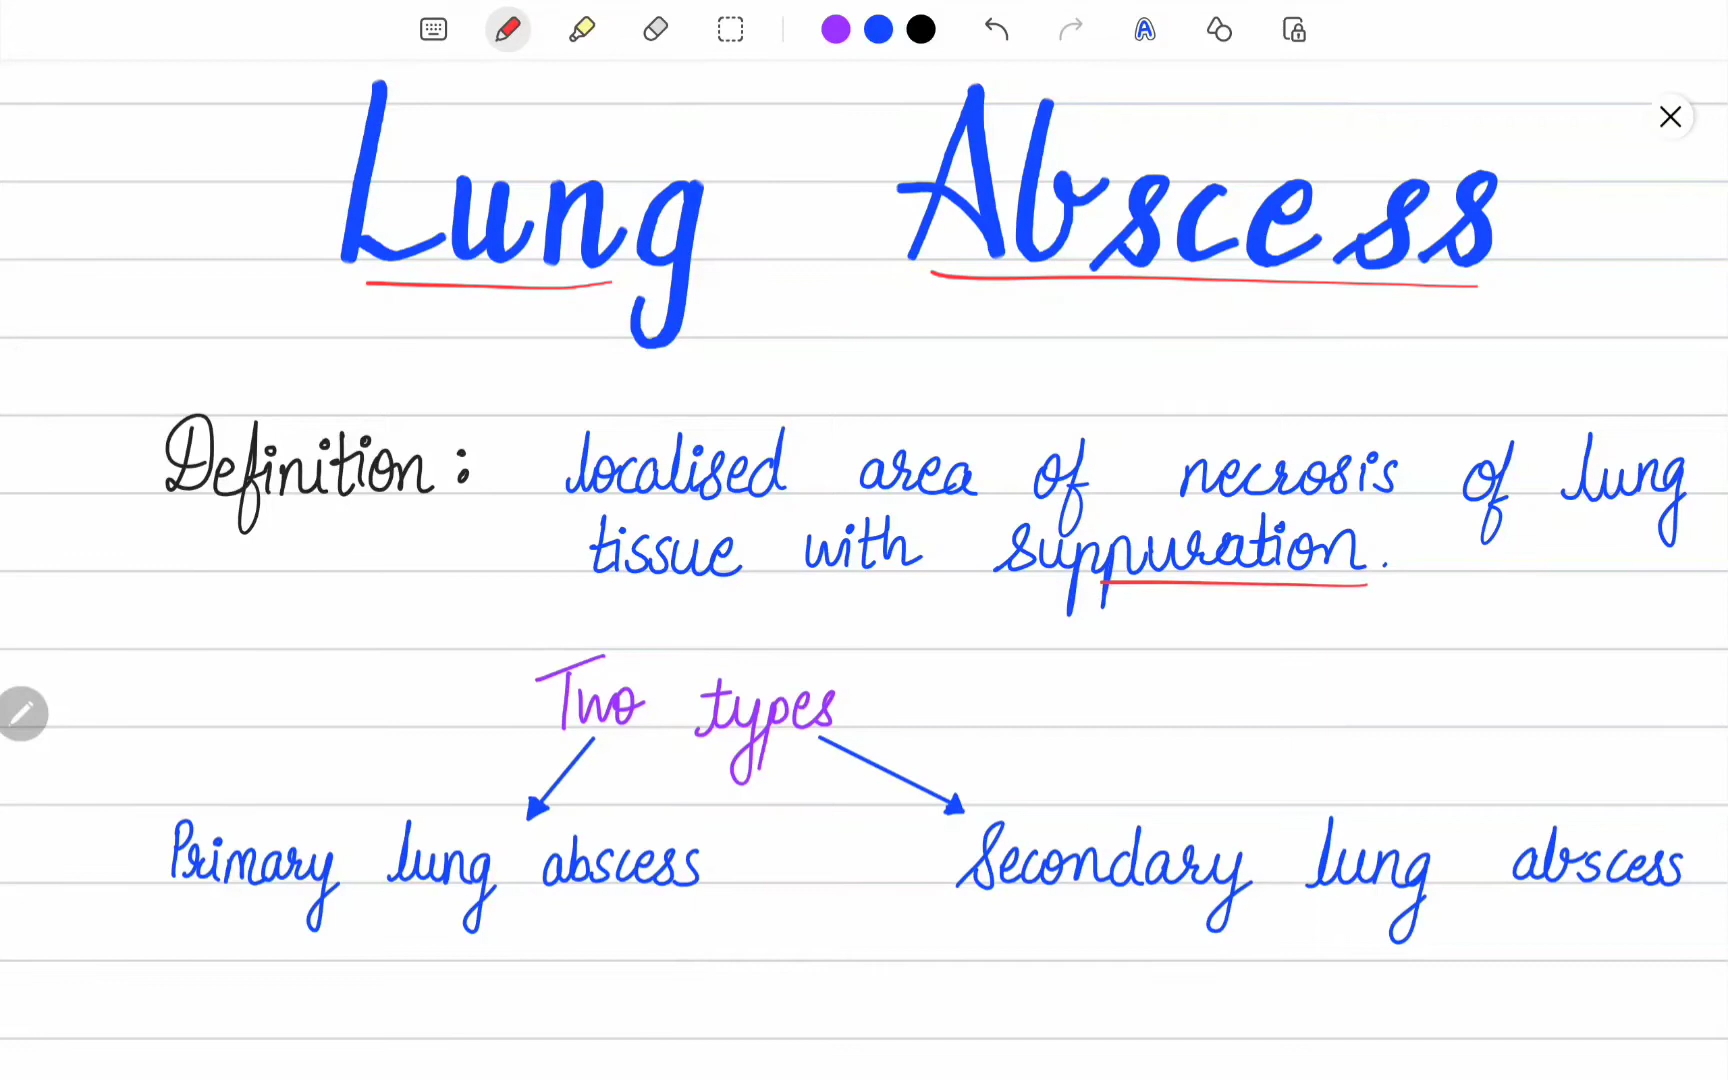 Lung Abscess
Definition: localised area of necrosis of lung
tissue with suppuration.
Two types
Primary lung abscess Secondary lung abscess